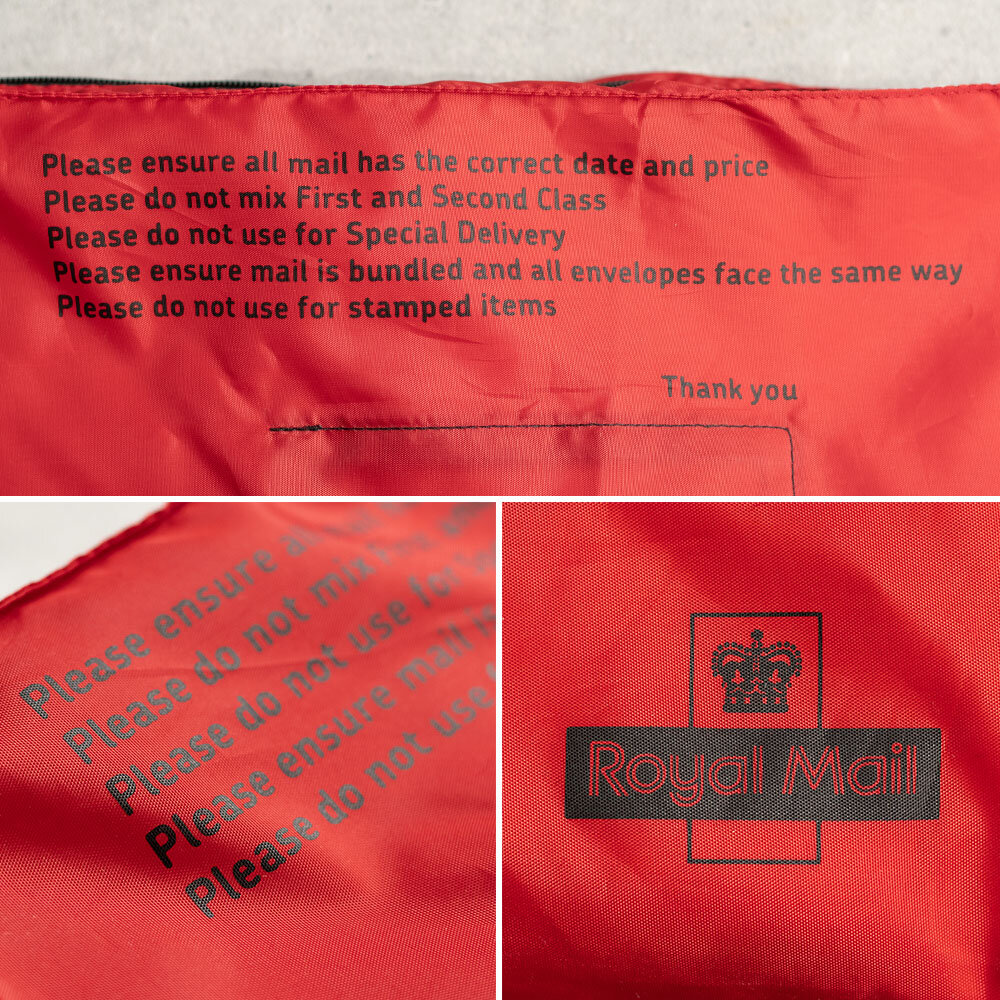 Please ensure all mail has the correct date and price
Please do not mix First and Second Class
Please do not use for Special Delivery
Please ensure mail is bundled and all envelopes face the same way
Please do not use for stamped items
Thank you
Please ensure
Please do not mix
Please do not use for
Please ensure mail is
Please do not use
Royal Mail